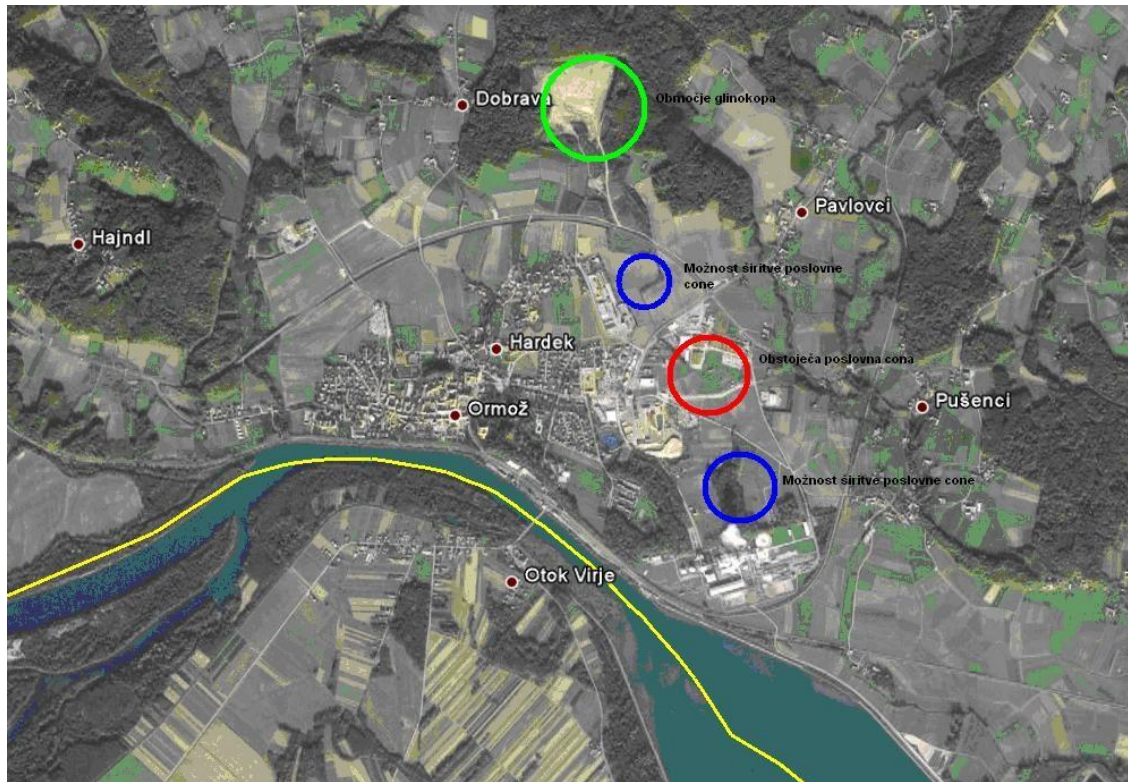 Dobrava
Območje glinokopa
Pavlovci
Hajndl
Možnost širitve poslovne
cone
Hardek
Obstoječa poslovna cona
Ormož
Pušenci
Možnost širitve poslovne cone
Otok Virje